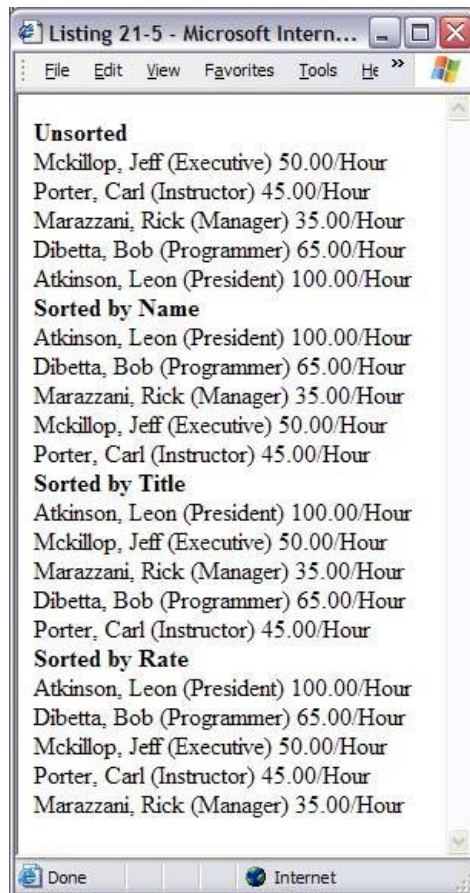 Listing 21-5 - Microsoft Intern...
File Edit View Favorites Tools He »
Unsorted
Mckillop, Jeff (Executive) 50.00/Hour
Porter, Carl (Instructor) 45.00/Hour
Marazzani, Rick (Manager) 35.00/Hour
Dibetta, Bob (Programmer) 65.00/Hour
Atkinson, Leon (President) 100.00/Hour
Sorted by Name
Atkinson, Leon (President) 100.00/Hour
Dibetta, Bob (Programmer) 65.00/Hour
Marazzani, Rick (Manager) 35.00/Hour
Mckillop, Jeff (Executive) 50.00/Hour
Porter, Carl (Instructor) 45.00/Hour
Sorted by Title
Atkinson, Leon (President) 100.00/Hour
Mckillop, Jeff (Executive) 50.00/Hour
Marazzani, Rick (Manager) 35.00/Hour
Dibetta, Bob (Programmer) 65.00/Hour
Porter, Carl (Instructor) 45.00/Hour
Sorted by Rate
Atkinson, Leon (President) 100.00/Hour
Dibetta, Bob (Programmer) 65.00/Hour
Mckillop, Jeff (Executive) 50.00/Hour
Porter, Carl (Instructor) 45.00/Hour
Marazzani, Rick (Manager) 35.00/Hour
Done Internet